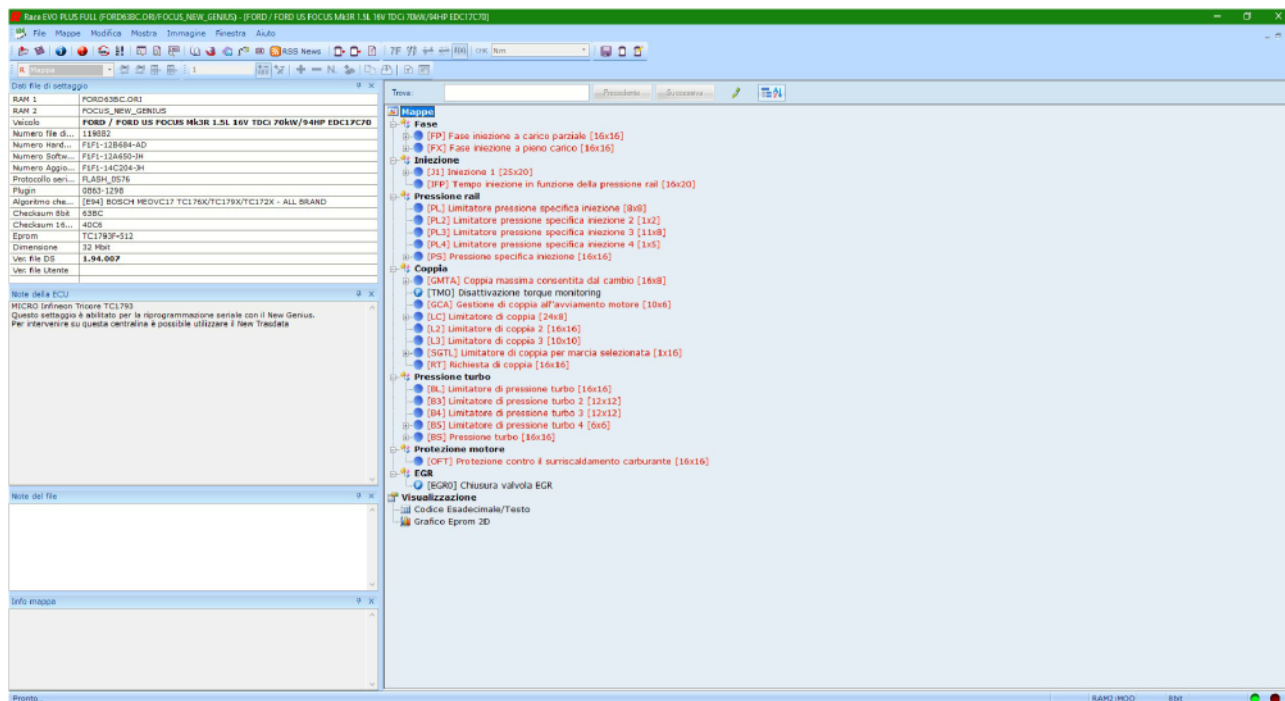 Race EVO PLUS FULL (FORD63BC.ORI/FOCUS_NEW_GENIUS) - [FORD / FORD US FOCUS Mk3R 1.5L 16V TDCi 70kW/94HP EDC17C70]
File Mappe Modifica Mostra Immagine Finestra Aiuto
RSS News CHK Nm
Mappa 1
Dati file di settaggio
RAM 1 FORD63BC.ORI
RAM 2 FOCUS_NEW_GENIUS
Veicolo FORD / FORD US FOCUS Mk3R 1.5L 16V TDCi 70kW/94HP EDC17C70
Numero file d... 119882
Numero Hard... F1F1-12B684-AD
Numero Softw... F1F1-12A650-JH
Numero Aggio... F1F1-14C204-JH
Protocollo seri... FLASH_0576
Plugin 0863-1298
Algoritmo che... [E94] BOSCH MEDVC17 TC176X/TC179X/TC172X - ALL BRAND
Checksum 8bit 63BC
Checksum 16... 40C6
Eprom TC1793F-512
Dimensione 32 Mbit
Ver. file DS 1.94.007
Ver. file Utente
Note della ECU
MICRO Infineon Tricore TC1793
Questo settaggio è abilitato per la riprogrammazione seriale con il New Genius.
Per intervenire su questa centralina è possibile utilizzare il New Trasdata
Note del file
Info mappa
Trova: Precedente Successiva
Mappe
Fase
[FP] Fase iniezione a carico parziale [16x16]
[FX] Fase iniezione a pieno carico [16x16]
Iniezione
[J1] Iniezione 1 [25x20]
[IFP] Tempo iniezione in funzione della pressione rail [16x20]
Pressione rail
[PL] Limitatore pressione specifica iniezione [8x8]
[PL2] Limitatore pressione specifica iniezione 2 [1x2]
[PL3] Limitatore pressione specifica iniezione 3 [11x8]
[PL4] Limitatore pressione specifica iniezione 4 [1x5]
[PS] Pressione specifica iniezione [16x16]
Coppia
[GMTA] Coppia massima consentita dal cambio [16x8]
[TMO] Disattivazione torque monitoring
[GCA] Gestione di coppia all'avviamento motore [10x6]
[LC] Limitatore di coppia [24x8]
[L2] Limitatore di coppia 2 [16x16]
[L3] Limitatore di coppia 3 [10x10]
[SGTL] Limitatore di coppia per marcia selezionata [1x16]
[RT] Richiesta di coppia [16x16]
Pressione turbo
[BL] Limitatore di pressione turbo [16x16]
[B3] Limitatore di pressione turbo 2 [12x12]
[B4] Limitatore di pressione turbo 3 [12x12]
[B5] Limitatore di pressione turbo 4 [6x6]
[BS] Pressione turbo [16x16]
Protezione motore
[OFT] Protezione contro il surriscaldamento carburante [16x16]
EGR
[EGR0] Chiusura valvola EGR
Visualizzazione
Codice Esadecimale/Testo
Grafico Eprom 2D
Pronto RAM2:MOD 8bit